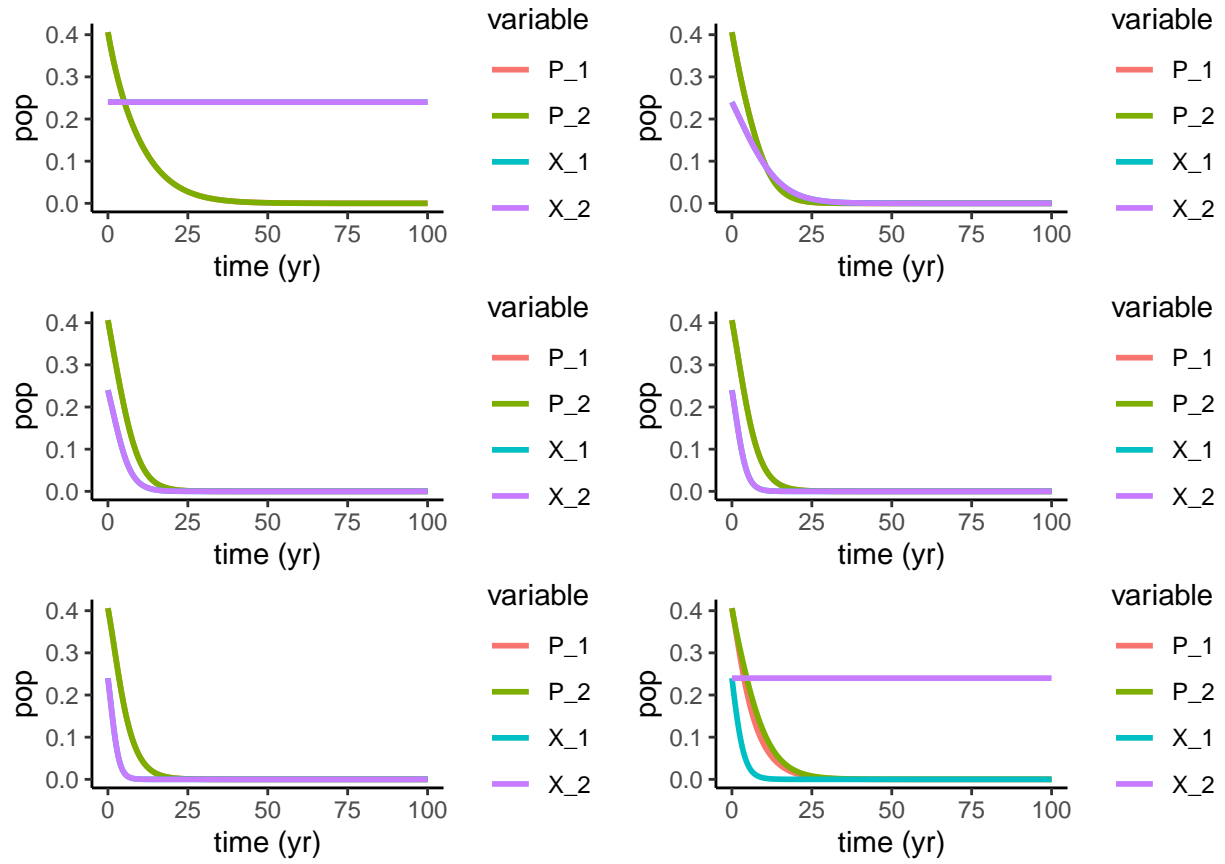 variable
0.4
0.3
0.2
0.1
0.0
pop
P_1
P_2
X_1
X_2
0 25 50 75 100
time (yr)
variable
0.4
0.3
0.2
0.1
0.0
pop
P_1
P_2
X_1
X_2
0 25 50 75 100
time (yr)
variable
0.4
0.3
0.2
0.1
0.0
pop
P_1
P_2
X_1
X_2
0 25 50 75 100
time (yr)
variable
0.4
0.3
0.2
0.1
0.0
pop
P_1
P_2
X_1
X_2
0 25 50 75 100
time (yr)
variable
0.4
0.3
0.2
0.1
0.0
pop
P_1
P_2
X_1
X_2
0 25 50 75 100
time (yr)
variable
0.4
0.3
0.2
0.1
0.0
pop
P_1
P_2
X_1
X_2
0 25 50 75 100
time (yr)